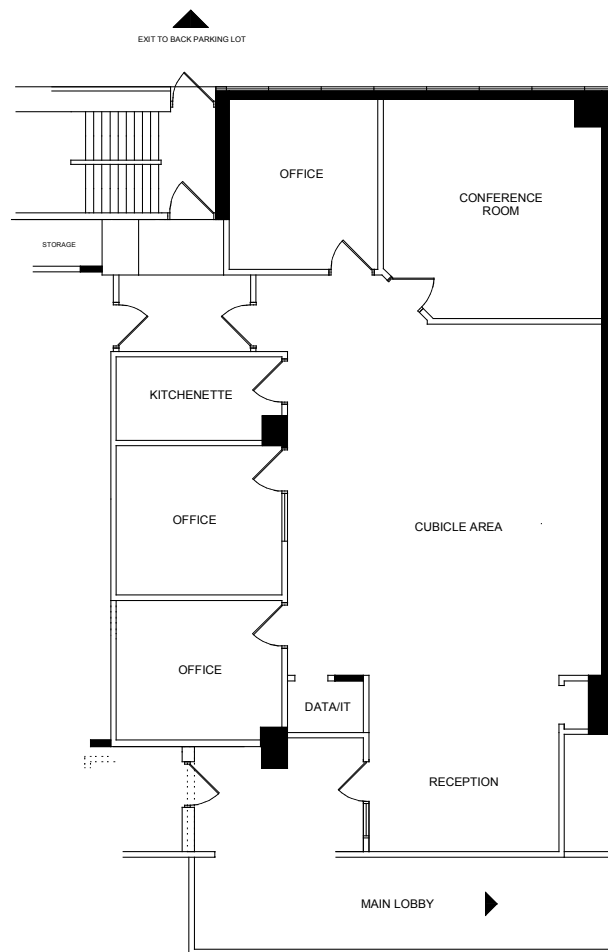 EXIT TO BACK PARKING LOT
OFFICE
CONFERENCE
ROOM
STORAGE
KITCHENETTE
OFFICE
CUBICLE AREA
OFFICE
DATA/IT
RECEPTION
MAIN LOBBY